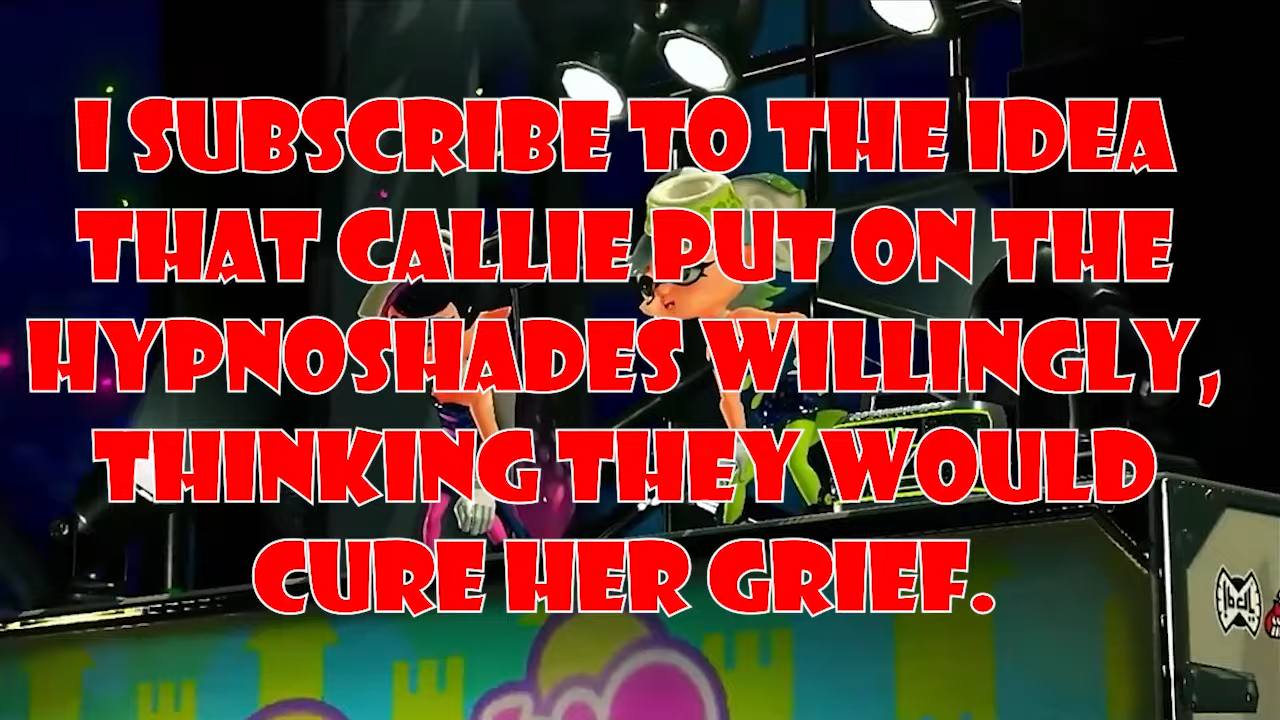 I SUBSCRIBE TO THE IDEA
THAT CALLIE PUT ON THE
HYPNOSHADES WILLINGLY,
THINKING THEY WOULD
CURE HER GRIEF.